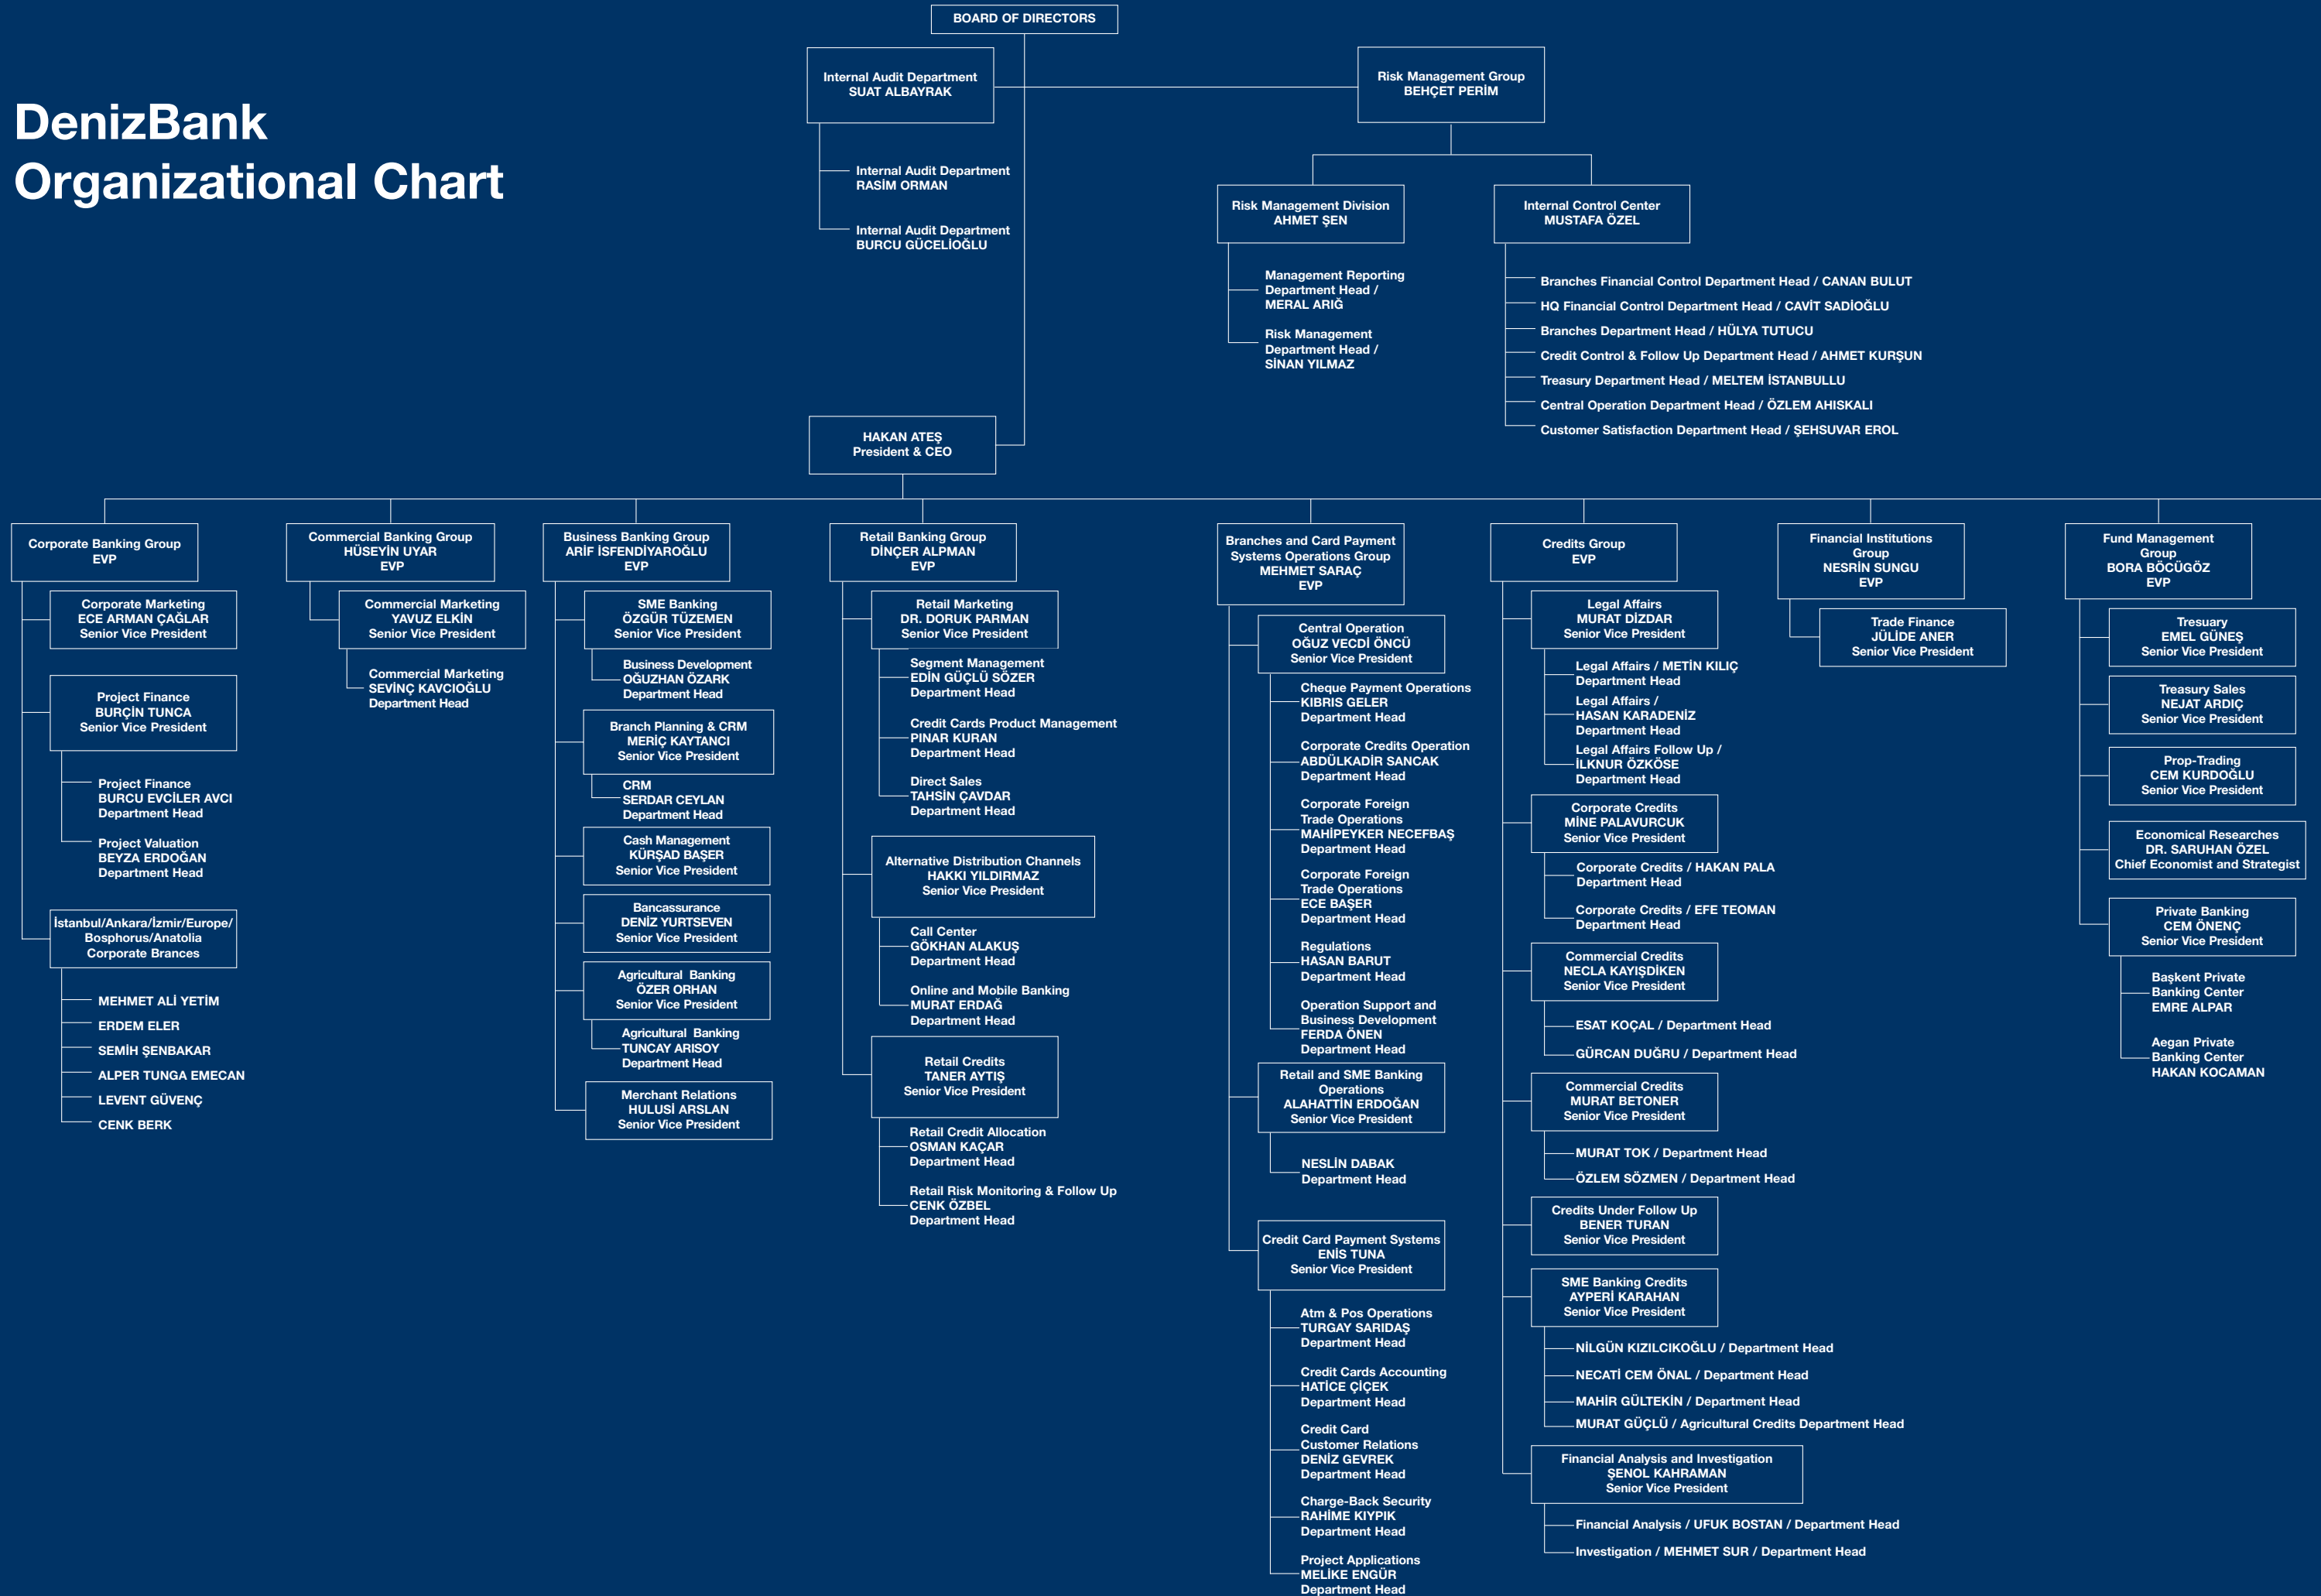 BOARD OF DIRECTORS
DenizBank
Organizational Chart
Internal Audit Department
SUAT ALBAYRAK
Internal Audit Department
RASİM ORMAN
Internal Audit Department
BURCU GÜCELİOĞLU
Risk Management Group
BEHÇET PERİM
Risk Management Division
AHMET ŞEN
Management Reporting
Department Head /
MERAL ARIĞ
Risk Management
Department Head /
SİNAN YILMAZ
Internal Control Center
MUSTAFA ÖZEL
Branches Financial Control Department Head / CANAN BULUT
HQ Financial Control Department Head / CAVİT SADİOĞLU
Branches Department Head / HÜLYA TUTUCU
Credit Control & Follow Up Department Head / AHMET KURŞUN
Treasury Department Head / MELTEM İSTANBULLU
Central Operation Department Head / ÖZLEM AHISKALI
Customer Satisfaction Department Head / ŞEHSUVAR EROL
HAKAN ATEŞ
President & CEO
Corporate Banking Group
EVP
Corporate Marketing
ECE ARMAN ÇAĞLAR
Senior Vice President
Project Finance
BURÇİN TUNCA
Senior Vice President
Project Finance
BURCU EVCİLER AVCI
Department Head
Project Valuation
BEYZA ERDOĞAN
Department Head
İstanbul/Ankara/İzmir/Europe/
Bosphorus/Anatolia
Corporate Brances
MEHMET ALİ YETİM
ERDEM ELER
SEMİH ŞENBAKAR
ALPER TUNGA EMECAN
LEVENT GÜVENÇ
CENK BERK
Commercial Banking Group
HÜSEYİN UYAR
EVP
Commercial Marketing
YAVUZ ELKİN
Senior Vice President
Commercial Marketing
SEVİNÇ KAVCIOĞLU
Department Head
Business Banking Group
ARİF İSFENDİYAROĞLU
EVP
SME Banking
ÖZGÜR TÜZEMEN
Senior Vice President
Business Development
OĞUZHAN ÖZARK
Department Head
Branch Planning & CRM
MERİÇ KAYTANCI
Senior Vice President
CRM
SERDAR CEYLAN
Department Head
Cash Management
KÜRŞAD BAŞER
Senior Vice President
Bancassurance
DENİZ YURTSEVEN
Senior Vice President
Agricultural Banking
ÖZER ORHAN
Senior Vice President
Agricultural Banking
TUNCAY ARISOY
Department Head
Merchant Relations
HULUSİ ARSLAN
Senior Vice President
Retail Banking Group
DİNÇER ALPMAN
EVP
Retail Marketing
DR. DORUK PARMAN
Senior Vice President
Segment Management
EDİN GÜÇLÜ SÖZER
Department Head
Credit Cards Product Management
PINAR KURAN
Department Head
Direct Sales
TAHSİN ÇAVDAR
Department Head
Alternative Distribution Channels
HAKKI YILDIRMAZ
Senior Vice President
Call Center
GÖKHAN ALAKUŞ
Department Head
Online and Mobile Banking
MURAT ERDAĞ
Department Head
Retail Credits
TANER AYTIŞ
Senior Vice President
Retail Credit Allocation
OSMAN KAÇAR
Department Head
Retail Risk Monitoring & Follow Up
CENK ÖZBEL
Department Head
Branches and Card Payment
Systems Operations Group
MEHMET SARAÇ
EVP
Central Operation
OĞUZ VECDİ ÖNCÜ
Senior Vice President
Cheque Payment Operations
KIBRIS GELER
Department Head
Corporate Credits Operation
ABDÜLKADİR SANCAK
Department Head
Corporate Foreign
Trade Operations
MAHİPEYKER NECEFBAŞ
Department Head
Corporate Foreign
Trade Operations
ECE BAŞER
Department Head
Regulations
HASAN BARUT
Department Head
Operation Support and
Business Development
FERDA ÖNEN
Department Head
Retail and SME Banking
Operations
ALAHATTİN ERDOĞAN
Senior Vice President
NESLİN DABAK
Department Head
Credit Card Payment Systems
ENİS TUNA
Senior Vice President
Atm & Pos Operations
TURGAY SARIDAŞ
Department Head
Credit Cards Accounting
HATİCE ÇİÇEK
Department Head
Credit Card
Customer Relations
DENİZ GEVREK
Department Head
Charge-Back Security
RAHİME KIYPIK
Department Head
Project Applications
MELİKE ENGÜR
Department Head
Credits Group
EVP
Legal Affairs
MURAT DİZDAR
Senior Vice President
Legal Affairs / METİN KILIÇ
Department Head
Legal Affairs /
HASAN KARADENİZ
Department Head
Legal Affairs Follow Up /
İLKNUR ÖZKÖSE
Department Head
Corporate Credits
MİNE PALAVURCUK
Senior Vice President
Corporate Credits / HAKAN PALA
Department Head
Corporate Credits / EFE TEOMAN
Department Head
Commercial Credits
NECLA KAYIŞDİKEN
Senior Vice President
ESAT KOÇAL / Department Head
GÜRCAN DUĞRU / Department Head
Commercial Credits
MURAT BETONER
Senior Vice President
MURAT TOK / Department Head
ÖZLEM SÖZMEN / Department Head
Credits Under Follow Up
BENER TURAN
Senior Vice President
SME Banking Credits
AYPERİ KARAHAN
Senior Vice President
NİLGÜN KIZILCIKOĞLU / Department Head
NECATİ CEM ÖNAL / Department Head
MAHİR GÜLTEKİN / Department Head
MURAT GÜÇLÜ / Agricultural Credits Department Head
Financial Analysis and Investigation
ŞENOL KAHRAMAN
Senior Vice President
Financial Analysis / UFUK BOSTAN / Department Head
Investigation / MEHMET SUR / Department Head
Financial Institutions
Group
NESRİN SUNGU
EVP
Trade Finance
JÜLİDE ANER
Senior Vice President
Fund Management
Group
BORA BÖCÜGÖZ
EVP
Tresuary
EMEL GÜNEŞ
Senior Vice President
Treasury Sales
NEJAT ARDIÇ
Senior Vice President
Prop-Trading
CEM KURDOĞLU
Senior Vice President
Economical Researches
DR. SARUHAN ÖZEL
Chief Economist and Strategist
Private Banking
CEM ÖNENÇ
Senior Vice President
Başkent Private
Banking Center
EMRE ALPAR
Aegan Private
Banking Center
HAKAN KOCAMAN